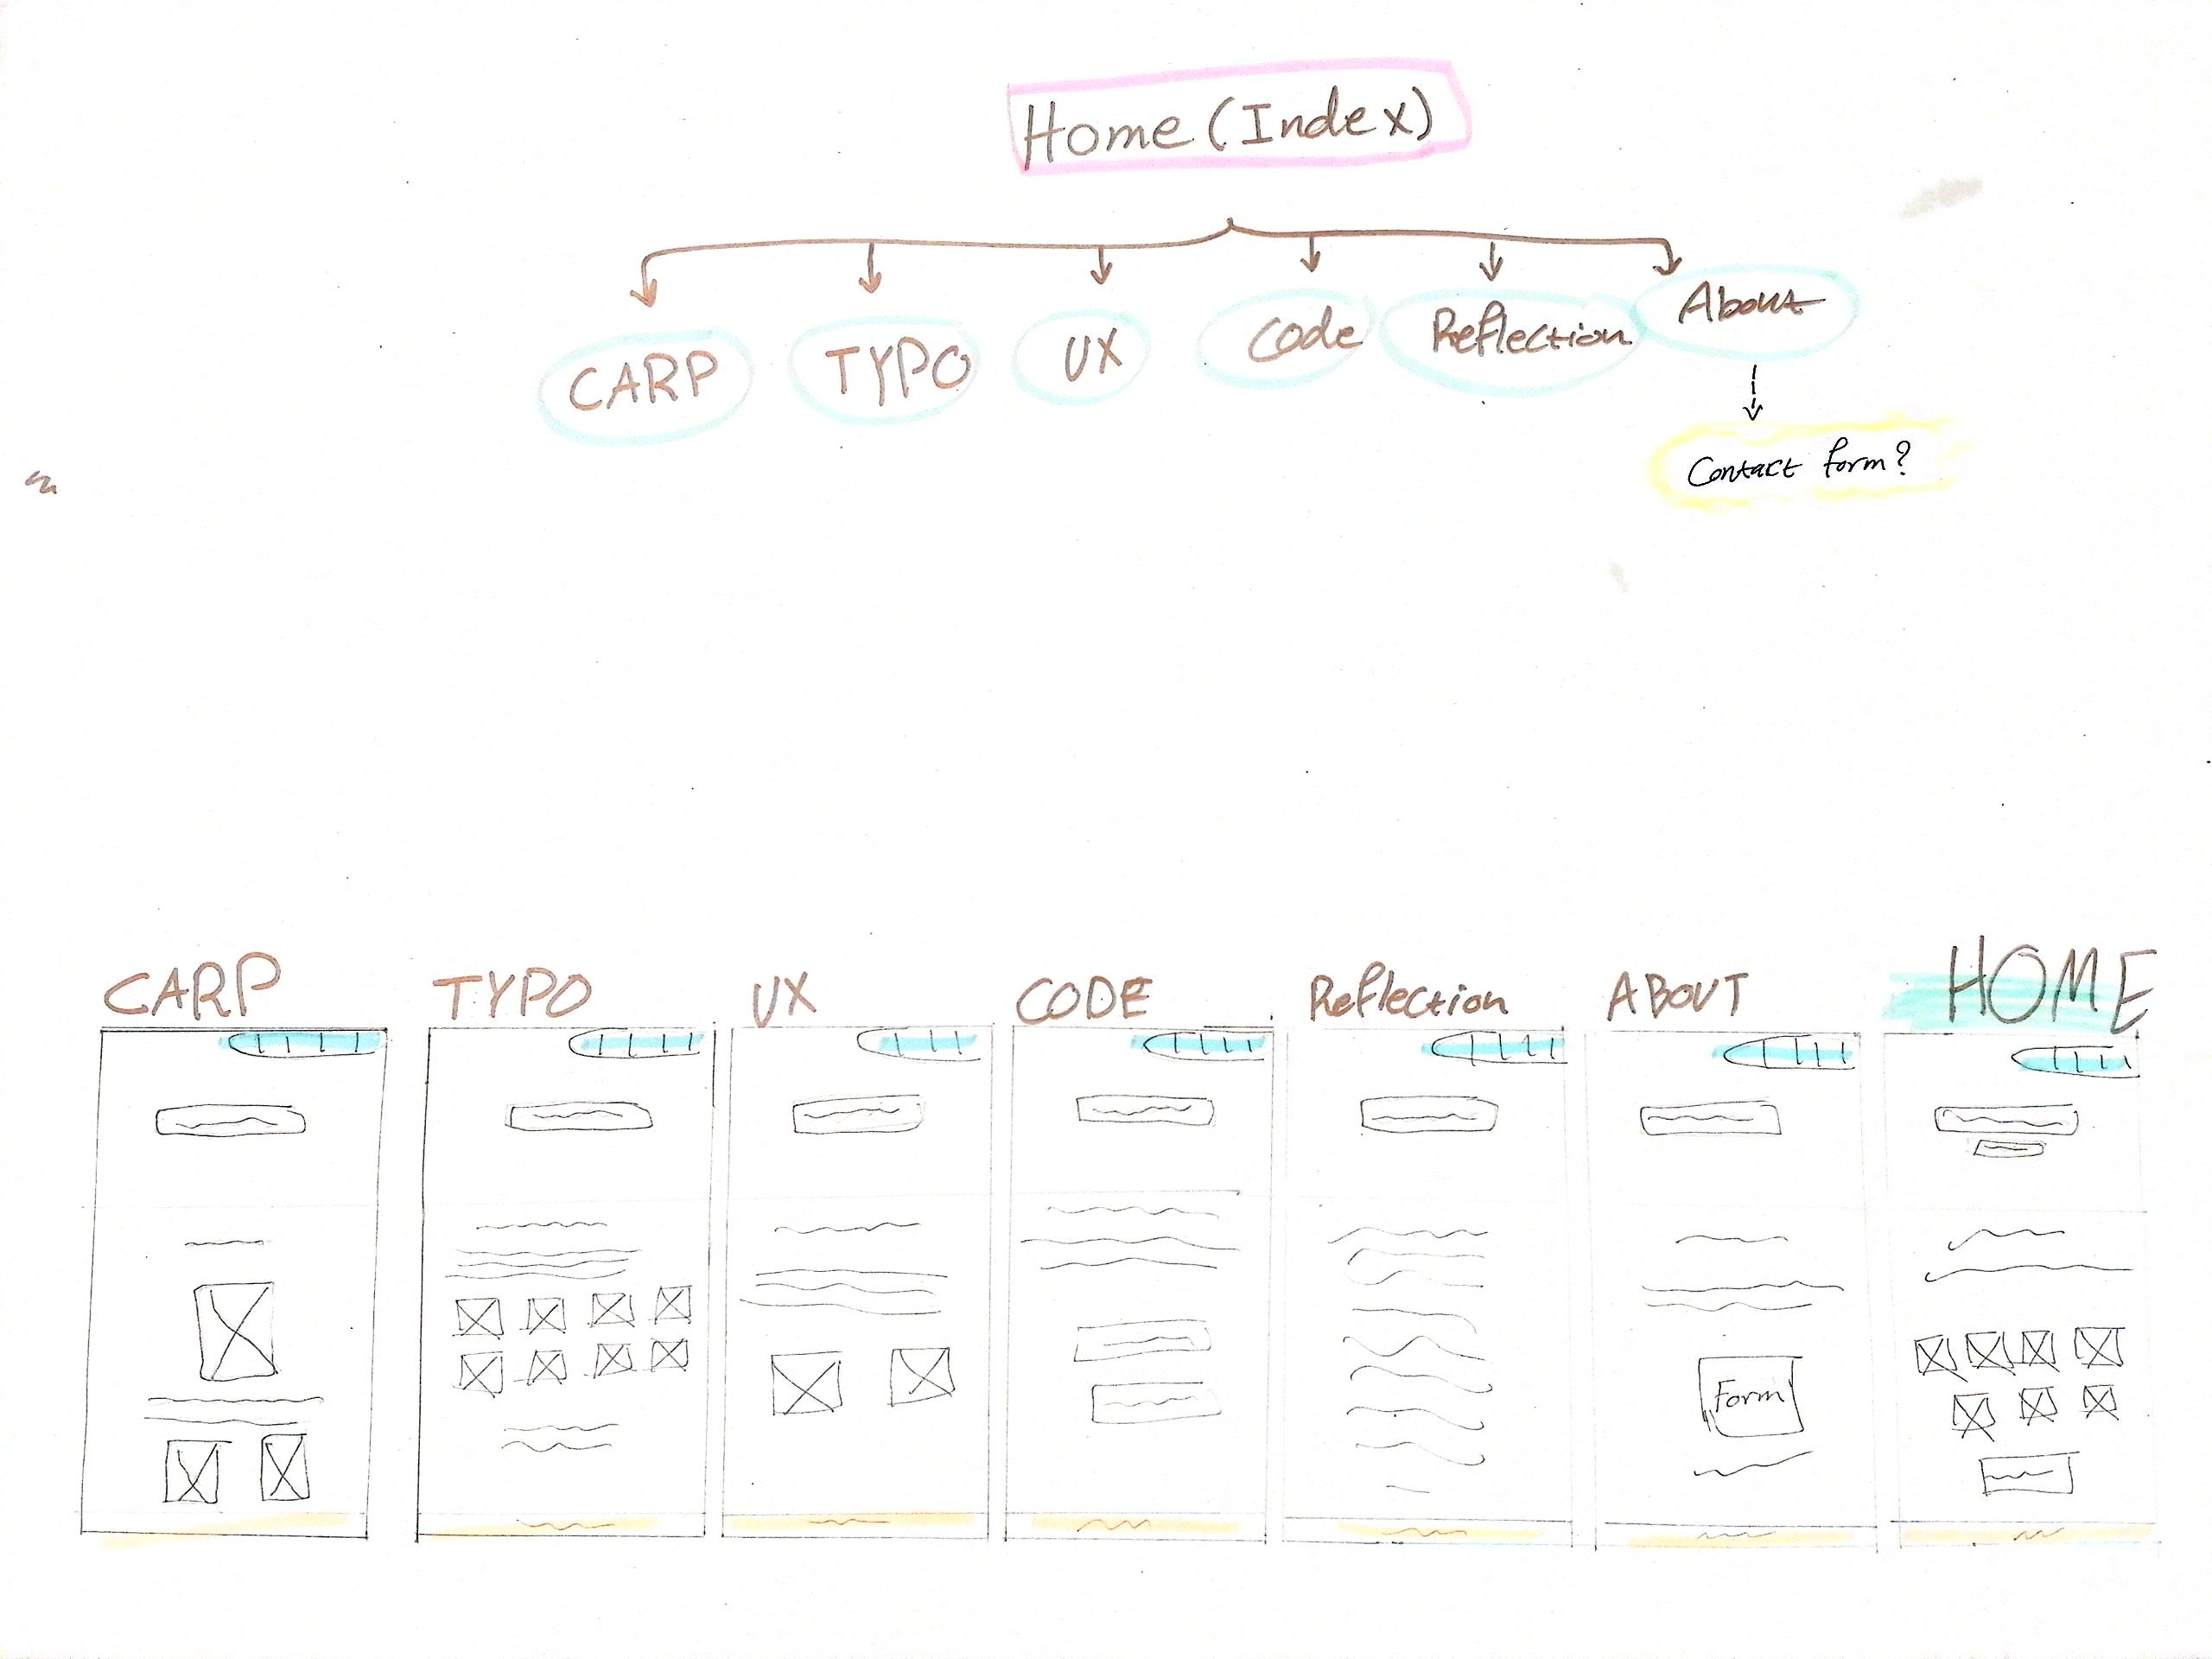 Home (Index)
CARP TYPO UX Code Reflection About
Contact form?
CARP TYPO UX CODE Reflection ABOUT HOME
Form